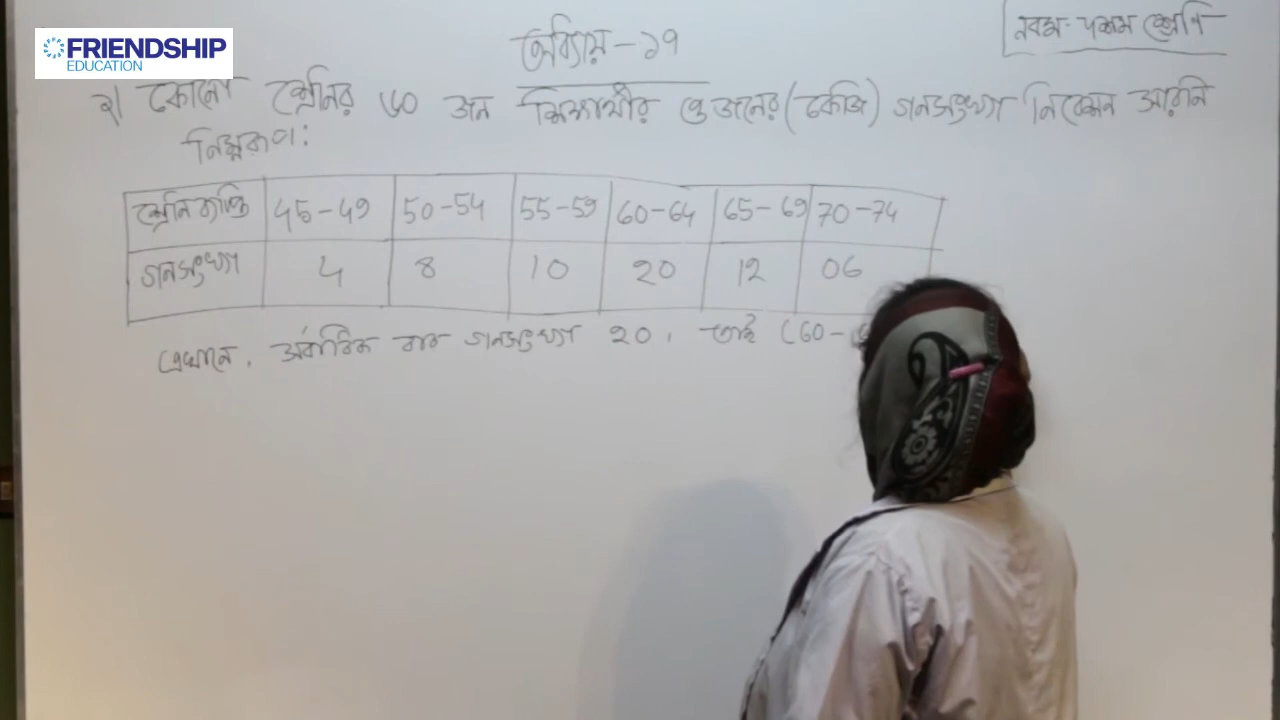 FRIENDSHIP
EDUCATION
নবম-দশম শ্রেণি
অধ্যায়-১৭
২। কোনো শ্রেনির ৬০ জন শিক্ষার্থীর ওজনের (কেজি) গনসংখ্যা নিবেশন সারনি
নিম্নরূপ:
শ্রেনিব্যাপ্তি 45-49 50-54 55-59 60-64 65-69 70-74
গনসংখ্যা 4 8 10 20 12 06
এখানে, সর্বাধিক বার গনসংখ্যা 20, তাই (60-